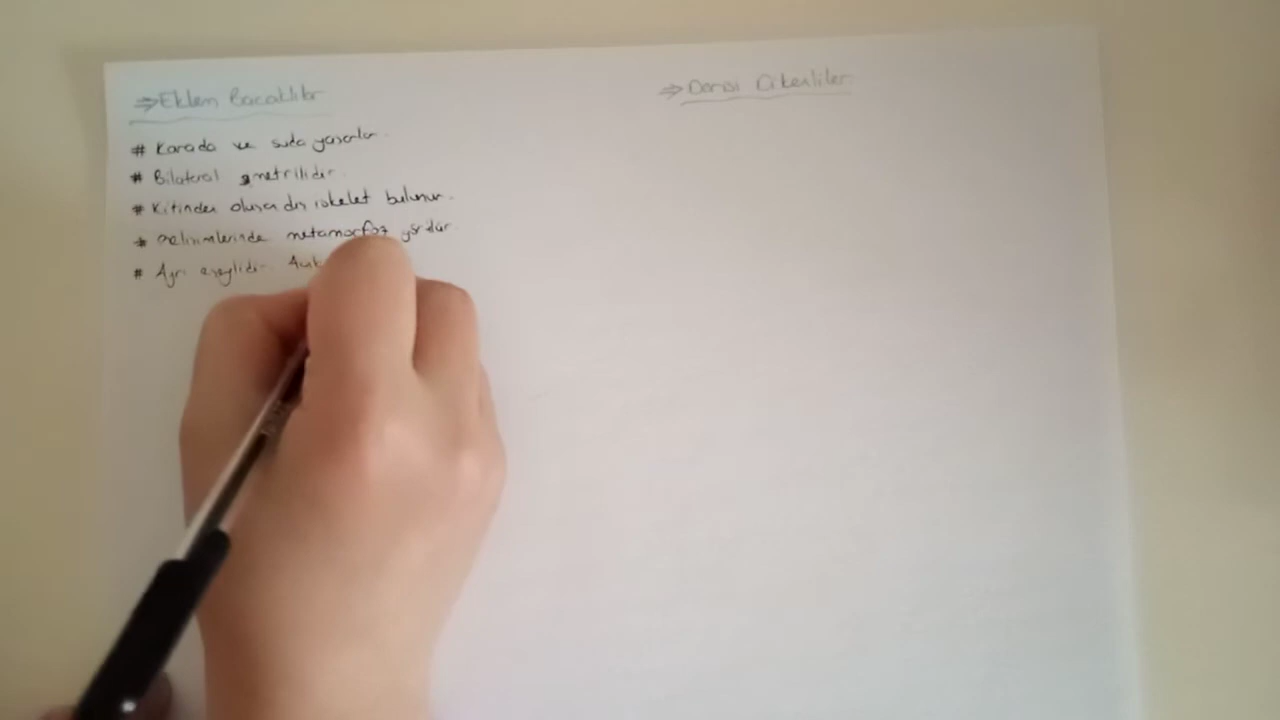 ⇒Eklem Bacaklılar
# Karada ve suda yaşarlar.
# Bilateral simetrilidir.
# Kitinden oluşan dış iskelet bulunur.
# Gelişimlerinde metamorfoz görülür.
# Ayrı eşeylidir.
⇒Derisi Dikenliler